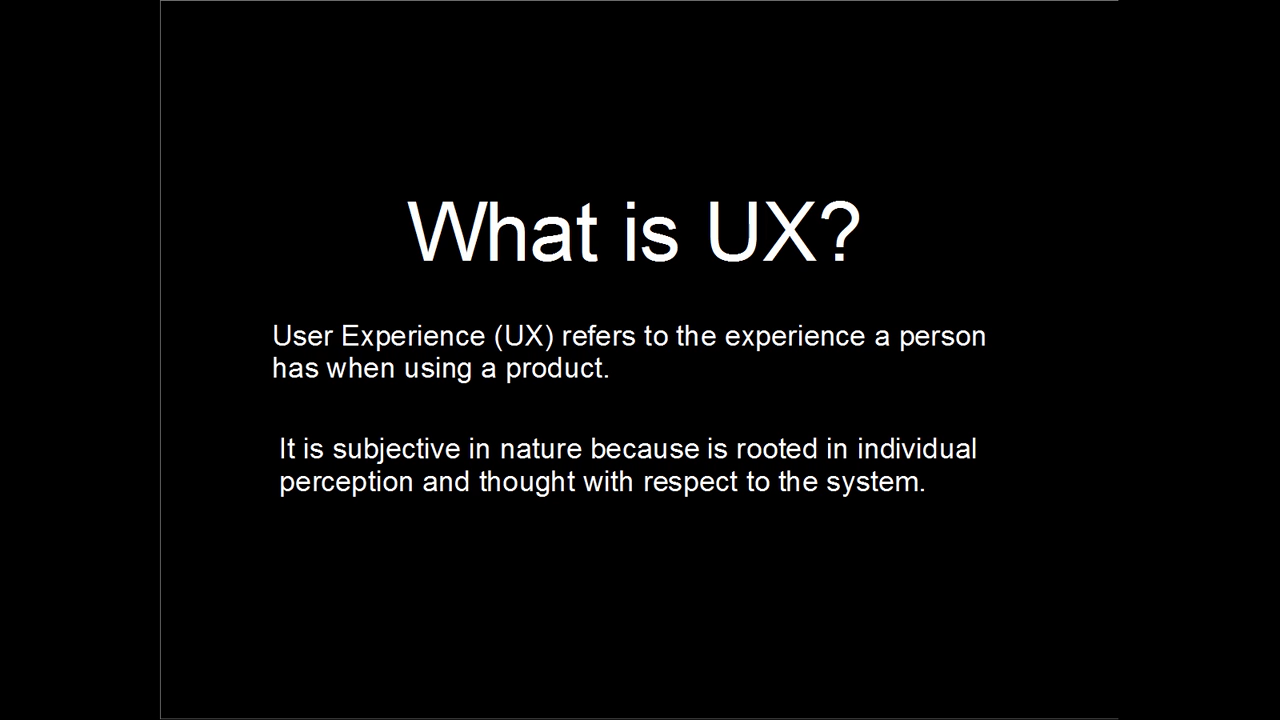 What is UX?
User Experience (UX) refers to the experience a person
has when using a product.
It is subjective in nature because is rooted in individual
perception and thought with respect to the system.